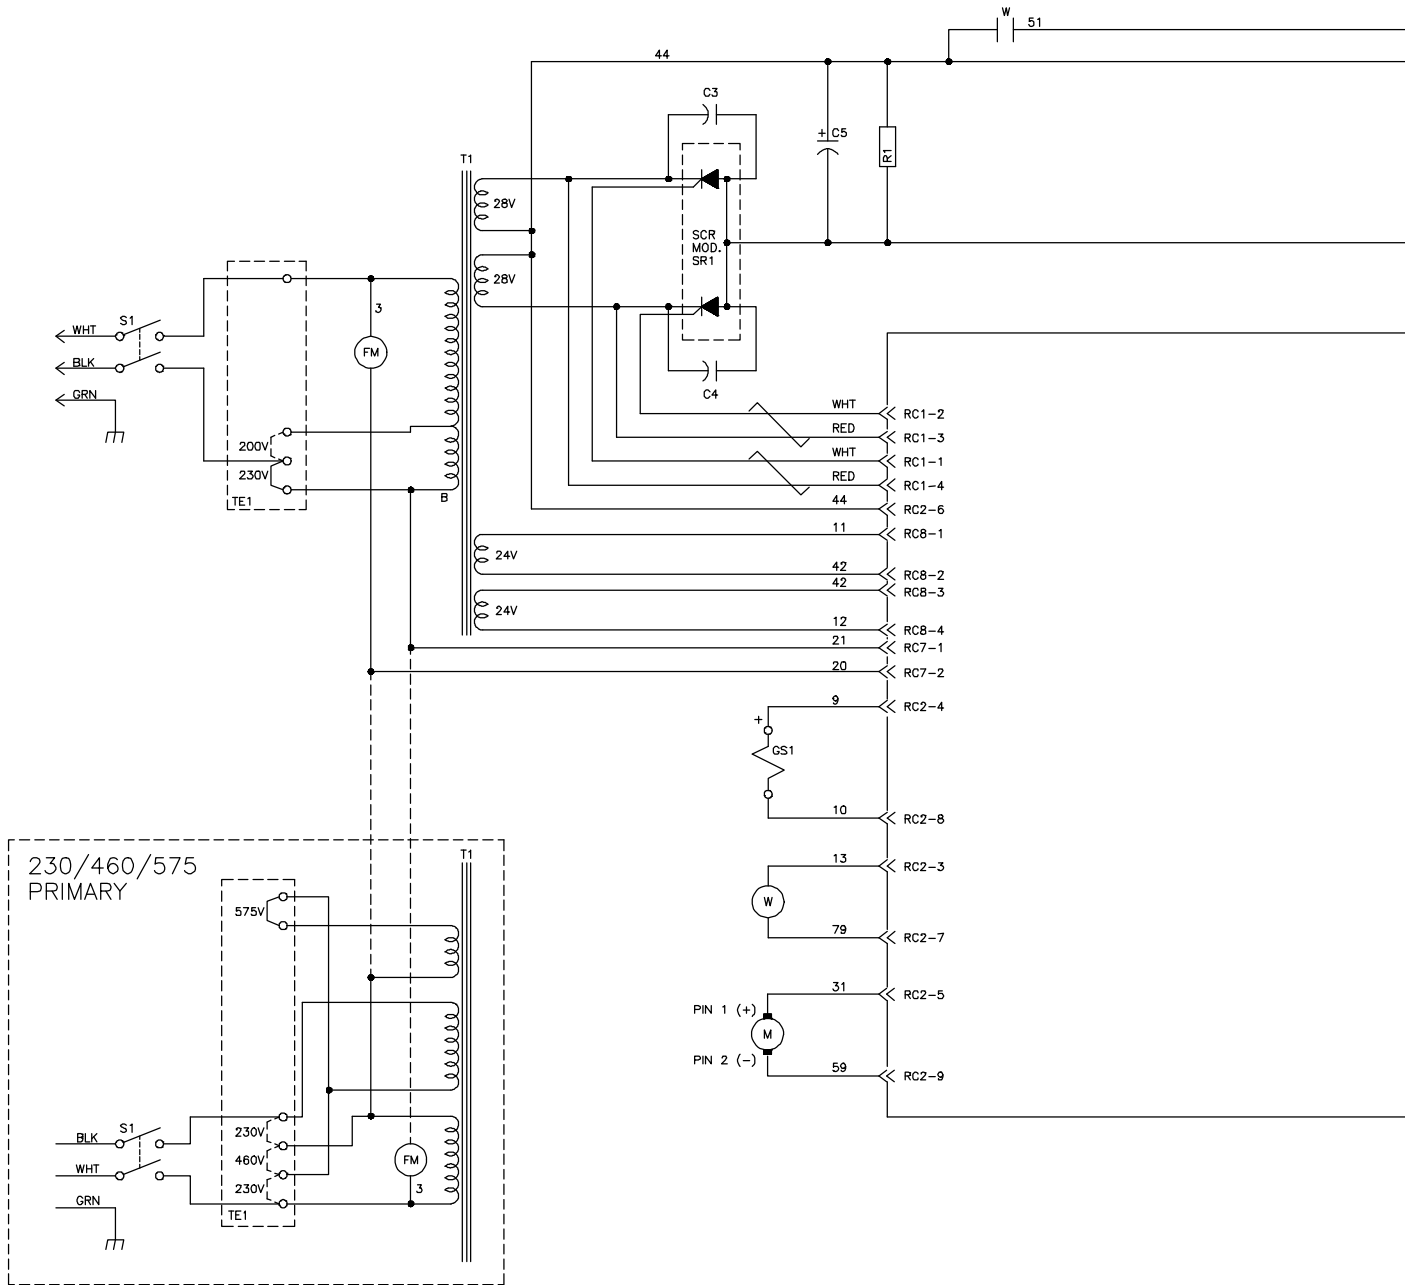 W
51
44
C3
+ C5
R1
T1
28V
SCR
MOD.
SR1
28V
3
S1
WHT
FM
BLK
C4
GRN
WHT
RC1-2
RED
RC1-3
200V
WHT
RC1-1
230V
RED
RC1-4
TE1
B
44
RC2-6
11
RC8-1
24V
42
RC8-2
42
RC8-3
24V
12
RC8-4
21
RC7-1
20
RC7-2
9
RC2-4
+
GS1
10
RC2-8
230/460/575
PRIMARY
T1
13
RC2-3
575V
W
79
RC2-7
31
RC2-5
PIN 1 (+)
M
PIN 2 (-)
59
RC2-9
S1
BLK
230V
460V
FM
WHT
230V
3
GRN
TE1